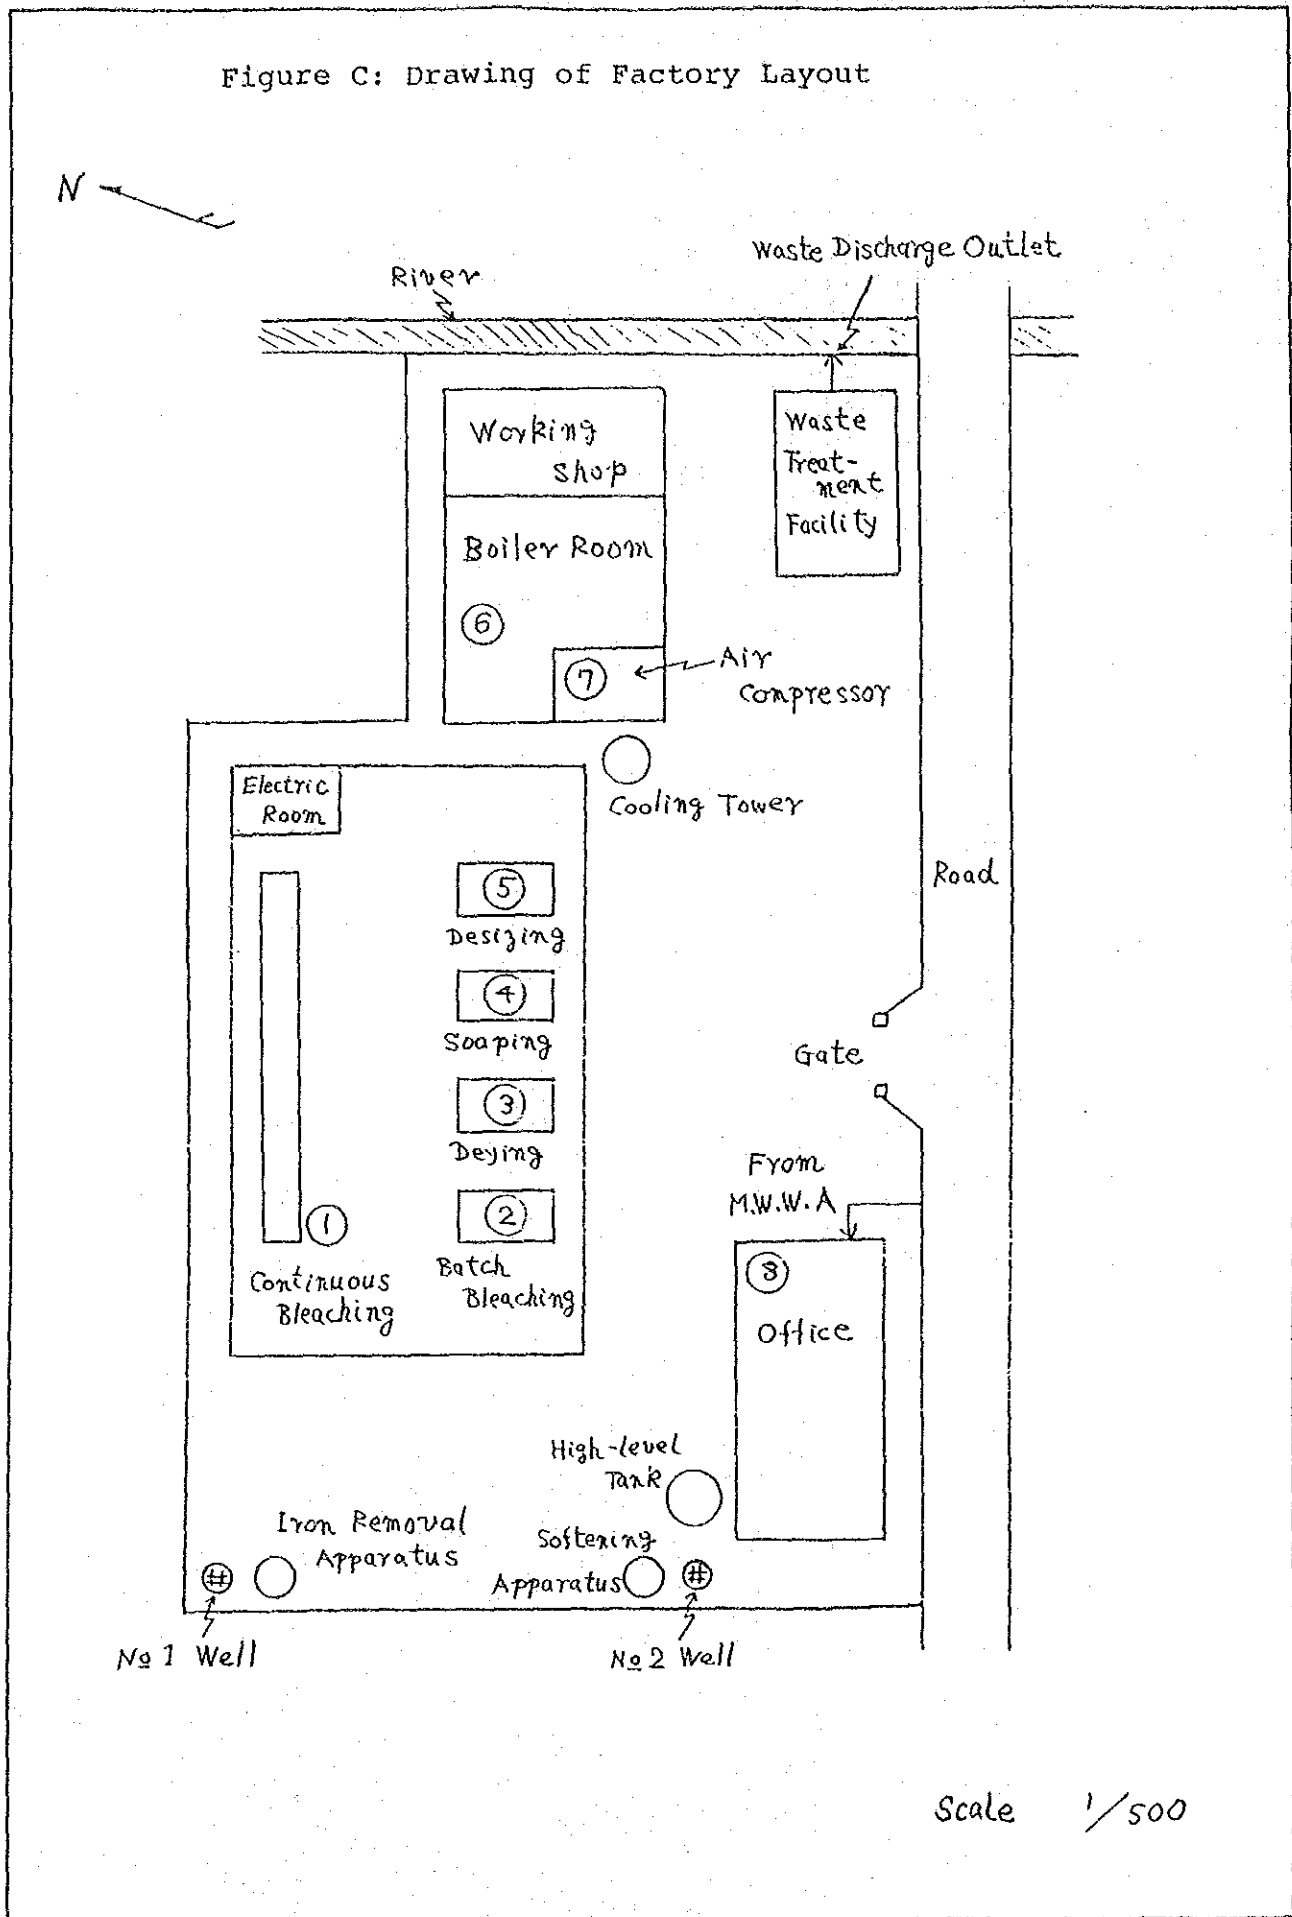 Figure C: Drawing of Factory Layout
N
Waste Discharge Outlet
River
Working
Shop
Waste
Treat-
ment
Facility
Boiler Room
⑥
⑦
Air
Compressor
Electric
Room
Cooling Tower
Road
⑤
Desizing
④
Soaping
Gate
③
Deying
From
M.W.W.A
①
②
Continuous
Bleaching
Batch
Bleaching
⑧
Office
High-level
Tank
Iron Removal
Apparatus
Softening
Apparatus
#
#
№ 1 Well
№ 2 Well
Scale 1/500